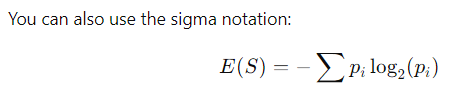 You can also use the sigma notation:
E(S) = − ∑ pᵢ log₂(pᵢ)